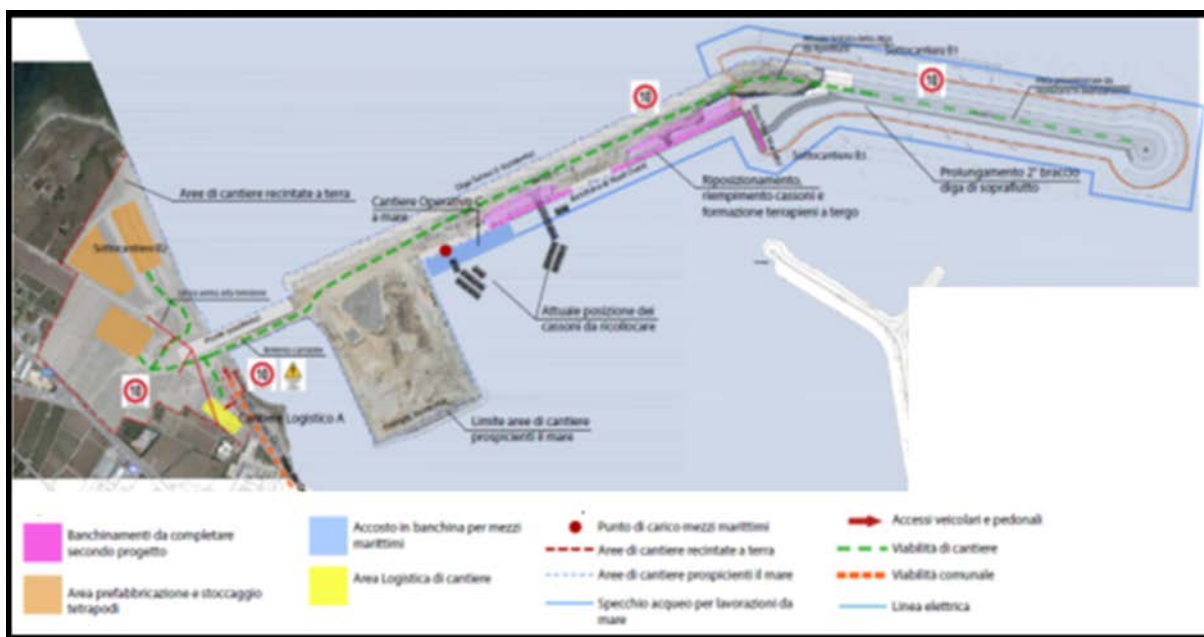 Sottocantiere B1
10
10
Aree di cantiere recintate a terra
Cantiere Operativo C
a mare
Riposizionamento,
riempimento cassoni e
formazione terrapieni a tergo
Sottocantiere B3
Prolungamento 2° braccio
diga di sopraflutto
Sottocantiere B2
Attuale posizione dei
cassoni da ricollocare
10
10
Cantiere Logistico A
Limite aree di cantiere
prospicienti il mare
Banchinamenti da completare
secondo progetto
Area prefabbricazione e stoccaggio
tetrapodi
Accosto in banchina per mezzi
marittimi
Area Logistica di cantiere
Punto di carico mezzi marittimi
Aree di cantiere recintate a terra
Aree di cantiere prospicienti il mare
Specchio acqueo per lavorazioni da
mare
Accessi veicolari e pedonali
Viabilità di cantiere
Viabilità comunale
Linea elettrica